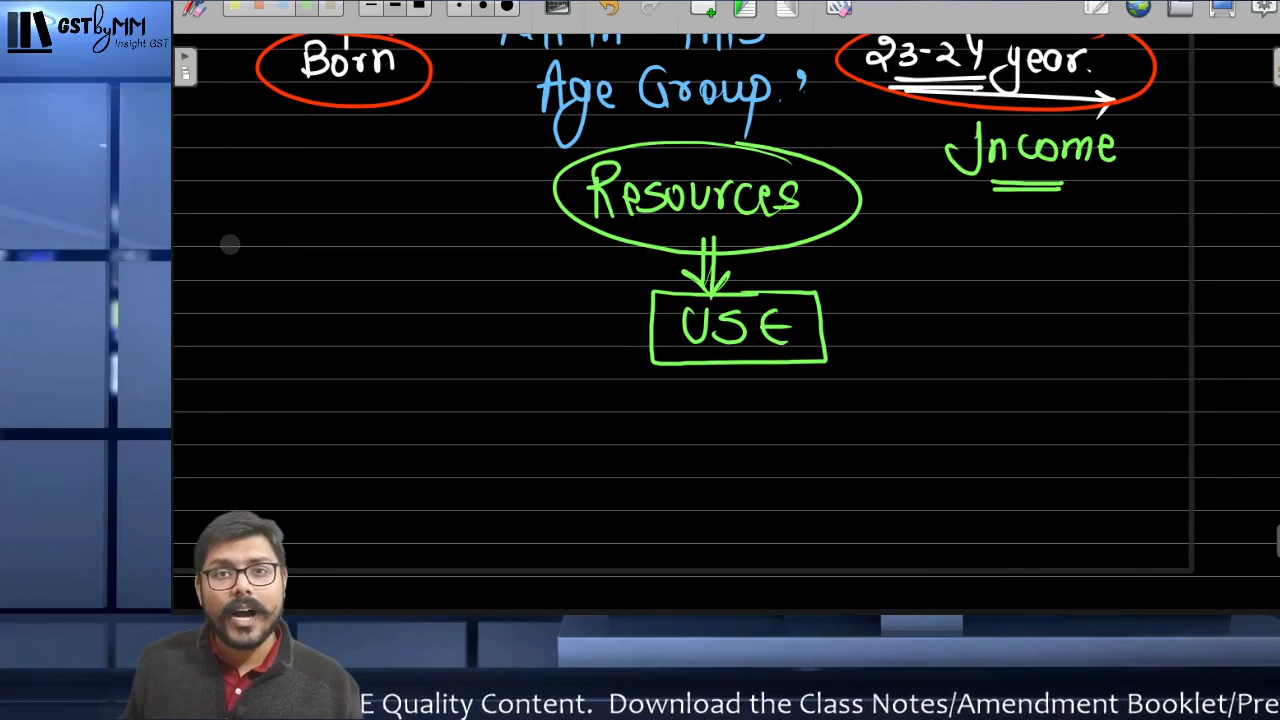 GSTbyMM
Insight GST
Born
Age Group.'
23-24 year.
Income
Resources
USE
E Quality Content. Download the Class Notes/Amendment Booklet/Pre